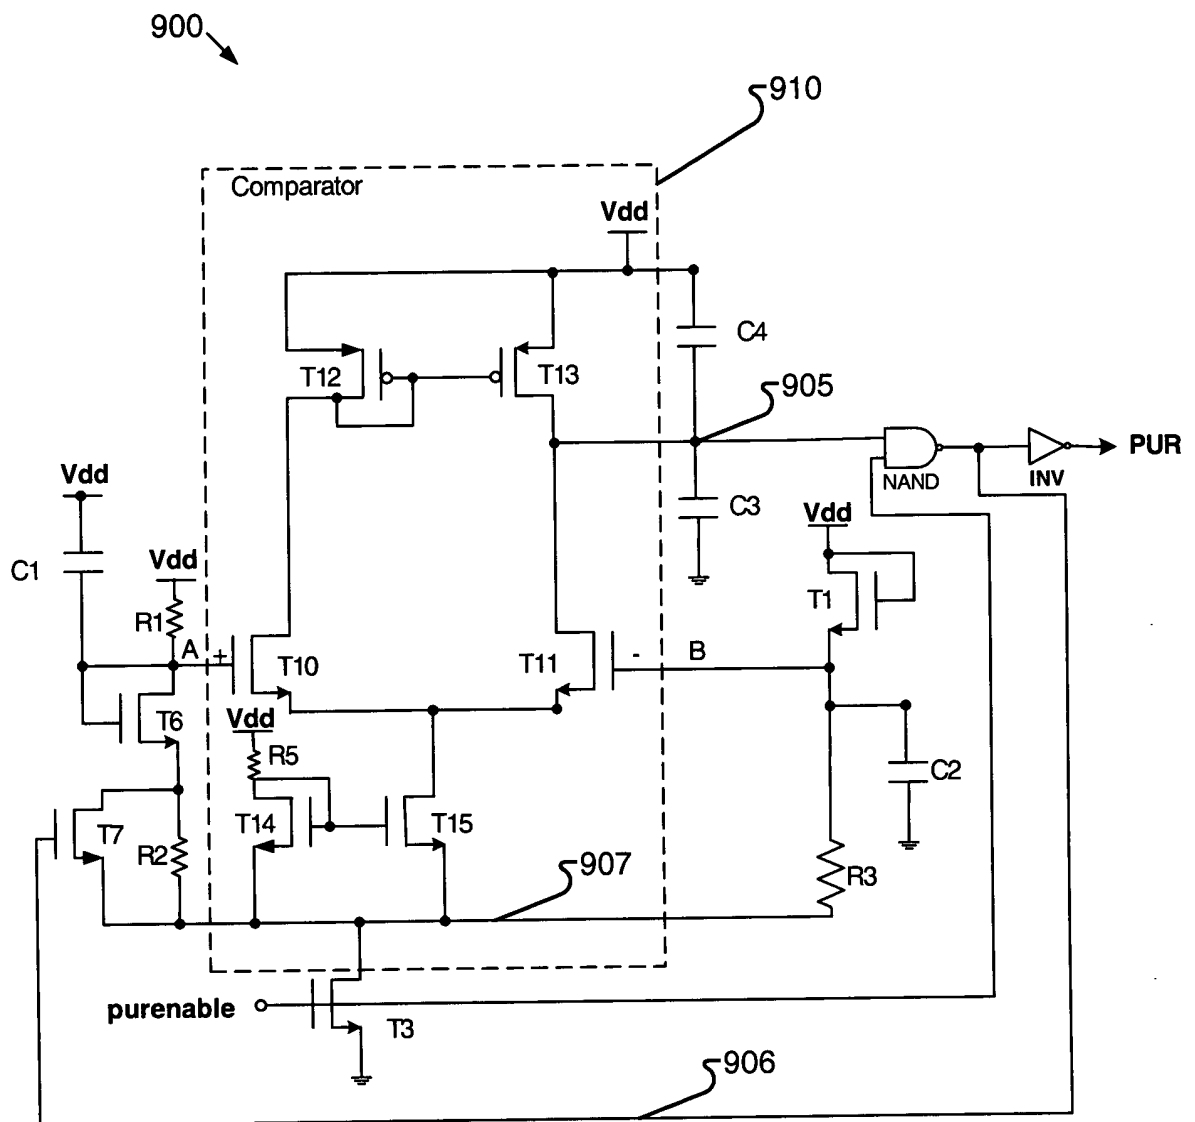 900
910
Comparator
Vdd
C4
T12
T13
905
PUR
NAND
INV
Vdd
C3
Vdd
C1
Vdd
R1
T1
A
+
T10
T11
-
B
T6
Vdd
R5
C2
T7
R2
T14
T15
R3
907
purenable
T3
906